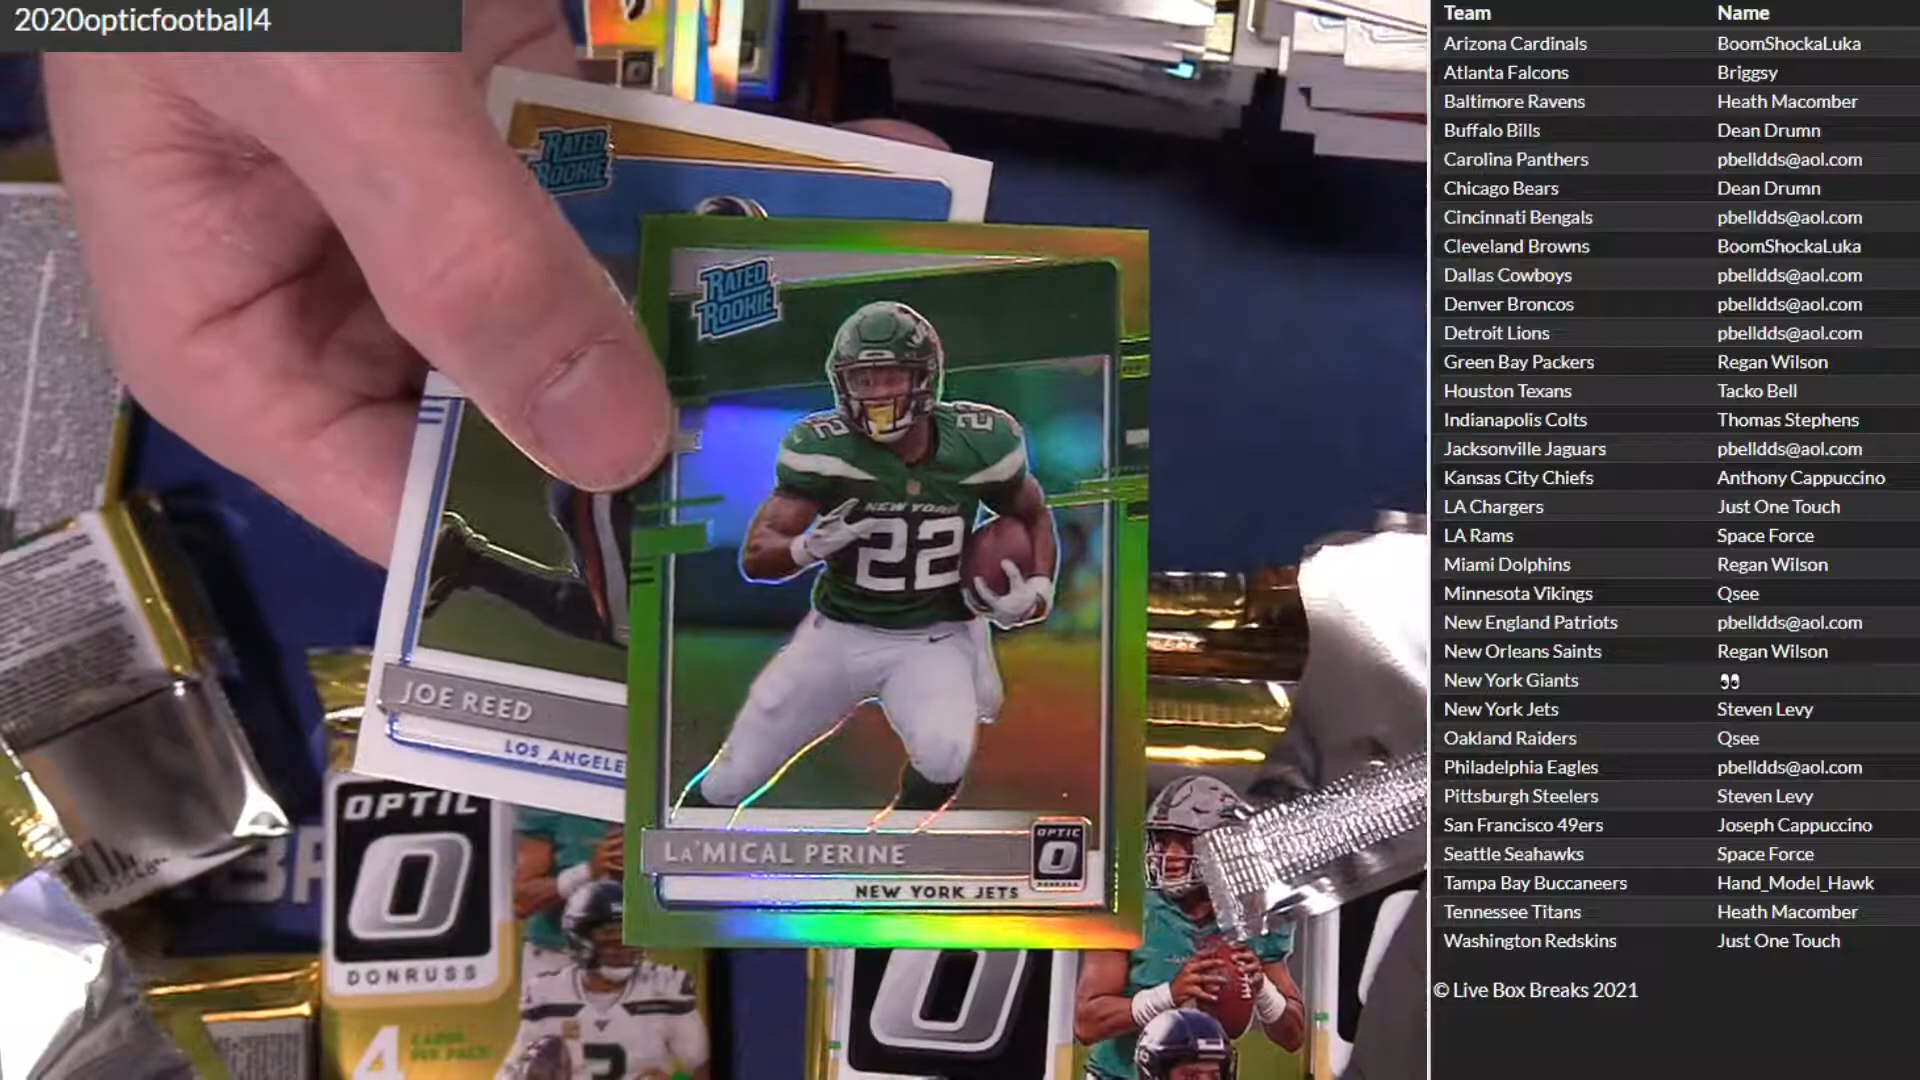 2020opticfootball4
Team Name
Arizona Cardinals BoomShockaLuka
Atlanta Falcons Briggsy
Baltimore Ravens Heath Macomber
Buffalo Bills Dean Drumn
Carolina Panthers pbelldds@aol.com
Chicago Bears Dean Drumn
Cincinnati Bengals pbelldds@aol.com
Cleveland Browns BoomShockaLuka
Dallas Cowboys pbelldds@aol.com
Denver Broncos pbelldds@aol.com
Detroit Lions pbelldds@aol.com
Green Bay Packers Regan Wilson
Houston Texans Tacko Bell
Indianapolis Colts Thomas Stephens
Jacksonville Jaguars pbelldds@aol.com
Kansas City Chiefs Anthony Cappuccino
LA Chargers Just One Touch
LA Rams Space Force
Miami Dolphins Regan Wilson
Minnesota Vikings Qsee
New England Patriots pbelldds@aol.com
New Orleans Saints Regan Wilson
New York Giants 👀
New York Jets Steven Levy
Oakland Raiders Qsee
Philadelphia Eagles pbelldds@aol.com
Pittsburgh Steelers Steven Levy
San Francisco 49ers Joseph Cappuccino
Seattle Seahawks Space Force
Tampa Bay Buccaneers Hand_Model_Hawk
Tennessee Titans Heath Macomber
Washington Redskins Just One Touch
© Live Box Breaks 2021
RATED
ROOKIE
RATED
ROOKIE
22
22
NEW YORK
22
JOE REED
LOS ANGELE
LA'MICAL PERINE
NEW YORK JETS
OPTIC
O
DONRUSS
OPTIC
O
DONRUSS
4 CARDS
PER PACK
O
3